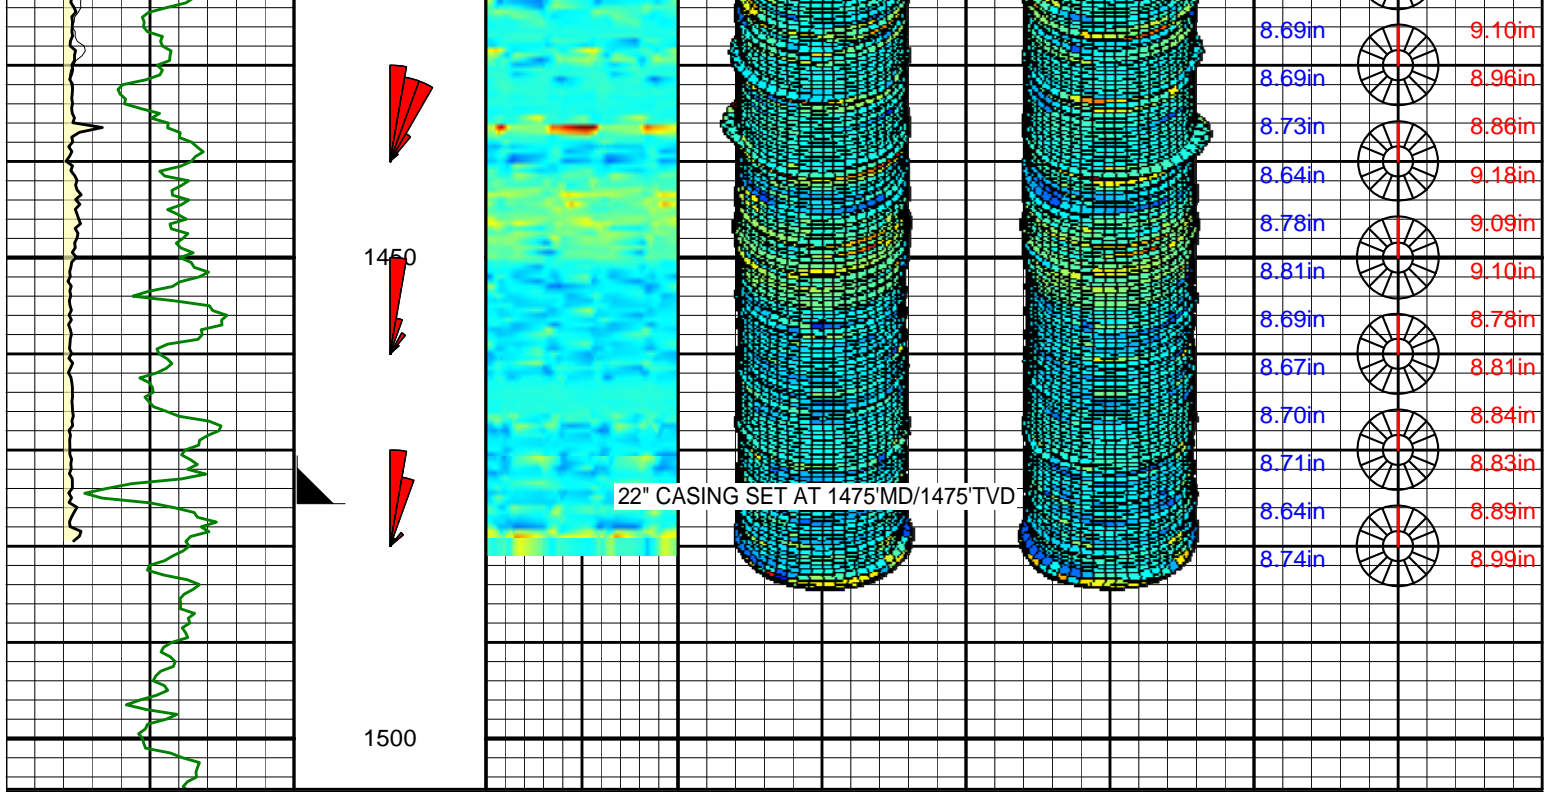 8.69in 9.10in
8.69in 8.96in
8.73in 8.86in
8.64in 9.18in
8.78in 9.09in
1450
8.81in 9.10in
8.69in 8.78in
8.67in 8.81in
8.70in 8.84in
8.71in 8.83in
22" CASING SET AT 1475'MD/1475'TVD
8.64in 8.89in
8.74in 8.99in
1500